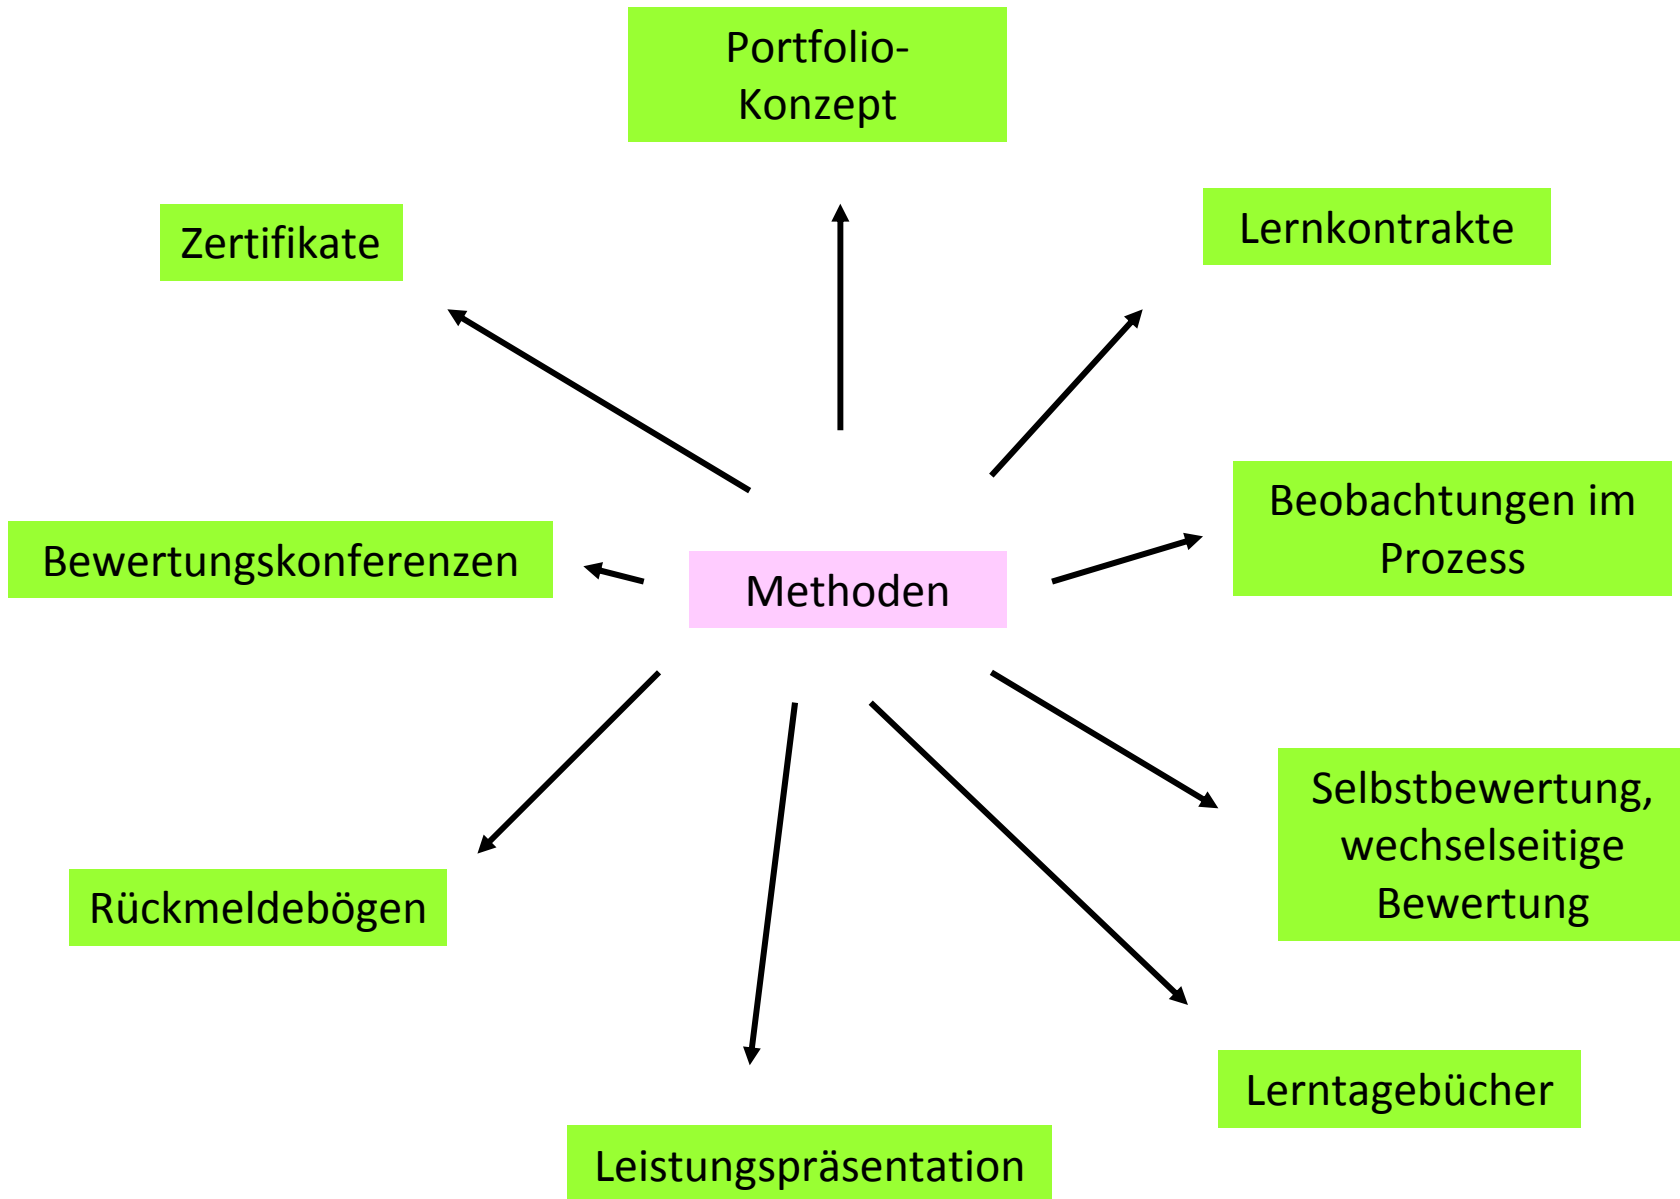 Portfolio-
Konzept
Zertifikate
Lernkontrakte
Beobachtungen im
Prozess
Bewertungskonferenzen
Methoden
Selbstbewertung,
wechselseitige
Bewertung
Rückmeldebögen
Lerntagebücher
Leistungspräsentation